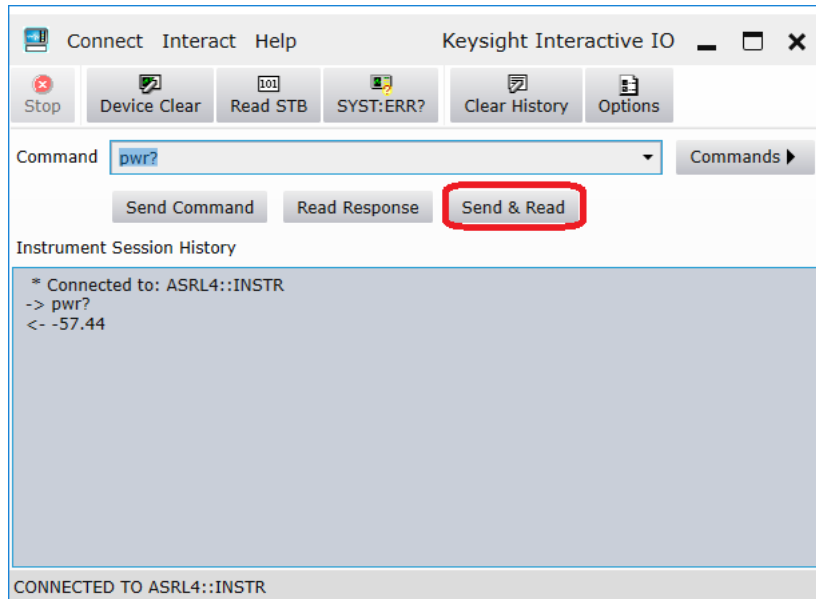 Connect Interact Help Keysight Interactive IO
101
Stop Device Clear Read STB SYST:ERR? Clear History Options
Command pwr? Commands
Send Command Read Response Send & Read
Instrument Session History
* Connected to: ASRL4::INSTR
-> pwr?
<- -57.44
CONNECTED TO ASRL4::INSTR